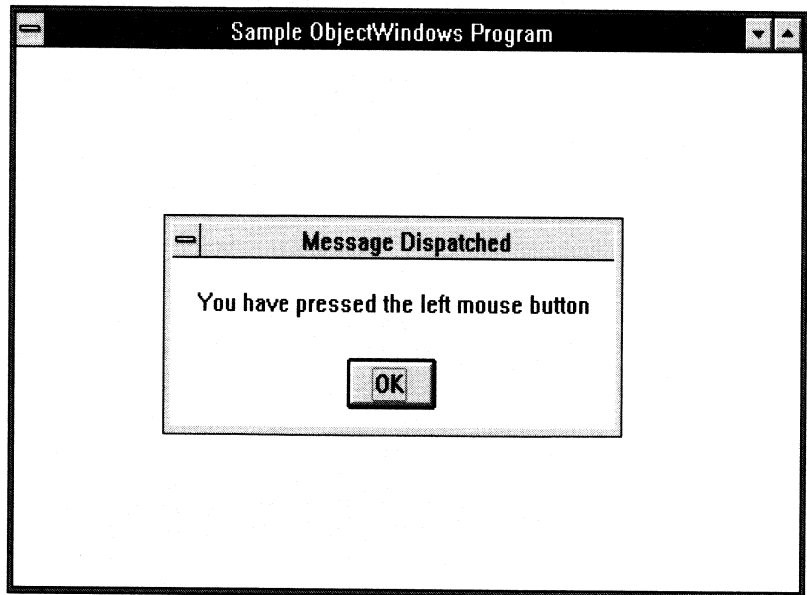 Sample ObjectWindows Program
Message Dispatched
You have pressed the left mouse button
OK